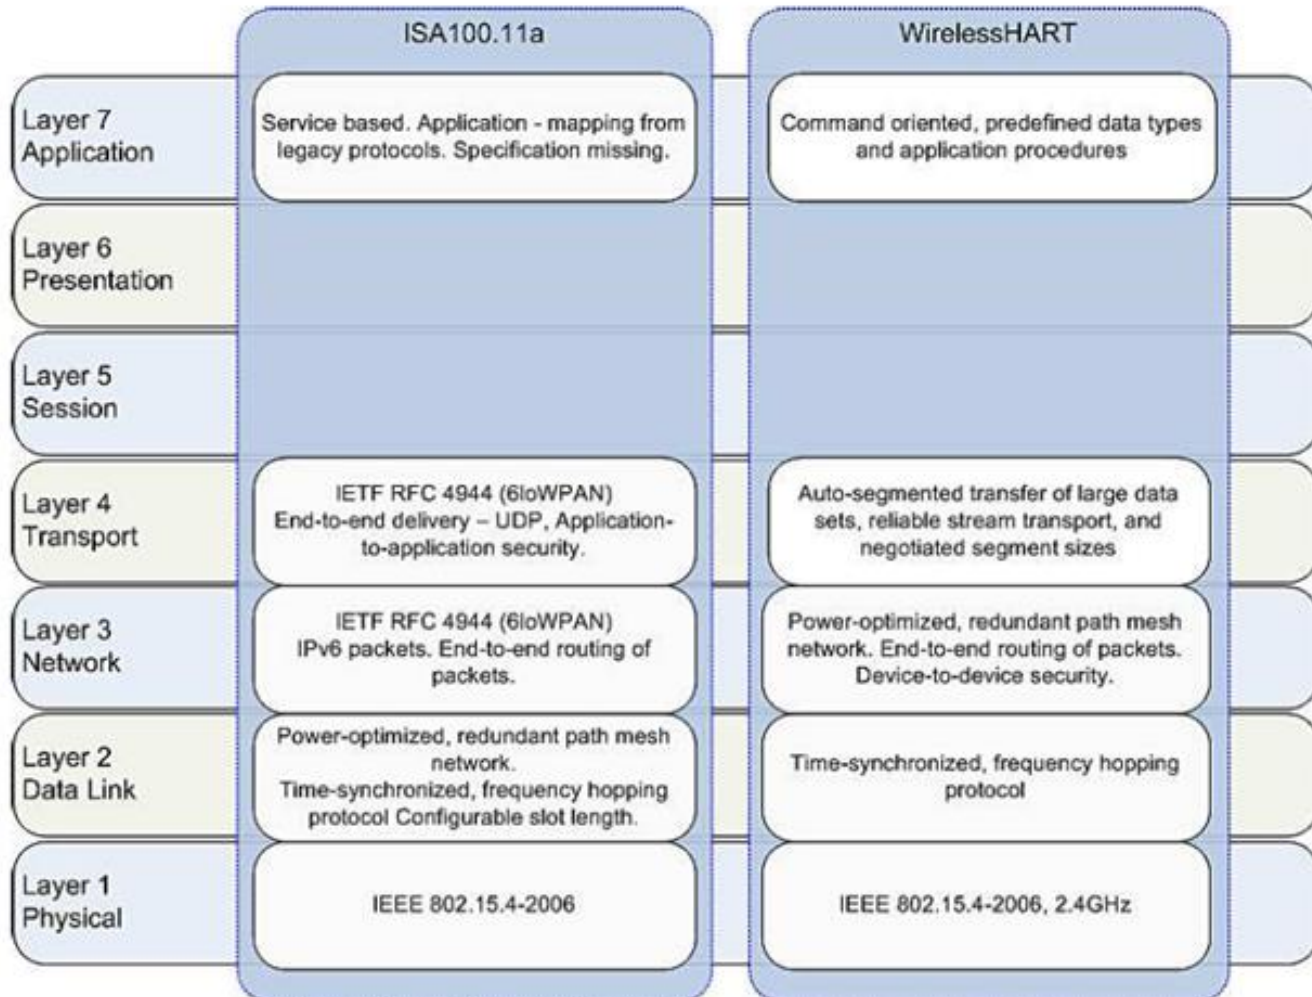 ISA100.11a
WirelessHART
Layer 7
Application
Service based. Application - mapping from
legacy protocols. Specification missing.
Command oriented, predefined data types
and application procedures
Layer 6
Presentation
Layer 5
Session
Layer 4
Transport
IETF RFC 4944 (6loWPAN)
End-to-end delivery – UDP, Application-
to-application security.
Auto-segmented transfer of large data
sets, reliable stream transport, and
negotiated segment sizes
Layer 3
Network
IETF RFC 4944 (6loWPAN)
IPv6 packets. End-to-end routing of
packets.
Power-optimized, redundant path mesh
network. End-to-end routing of packets.
Device-to-device security.
Layer 2
Data Link
Power-optimized, redundant path mesh
network.
Time-synchronized, frequency hopping
protocol Configurable slot length.
Time-synchronized, frequency hopping
protocol
Layer 1
Physical
IEEE 802.15.4-2006
IEEE 802.15.4-2006, 2.4GHz